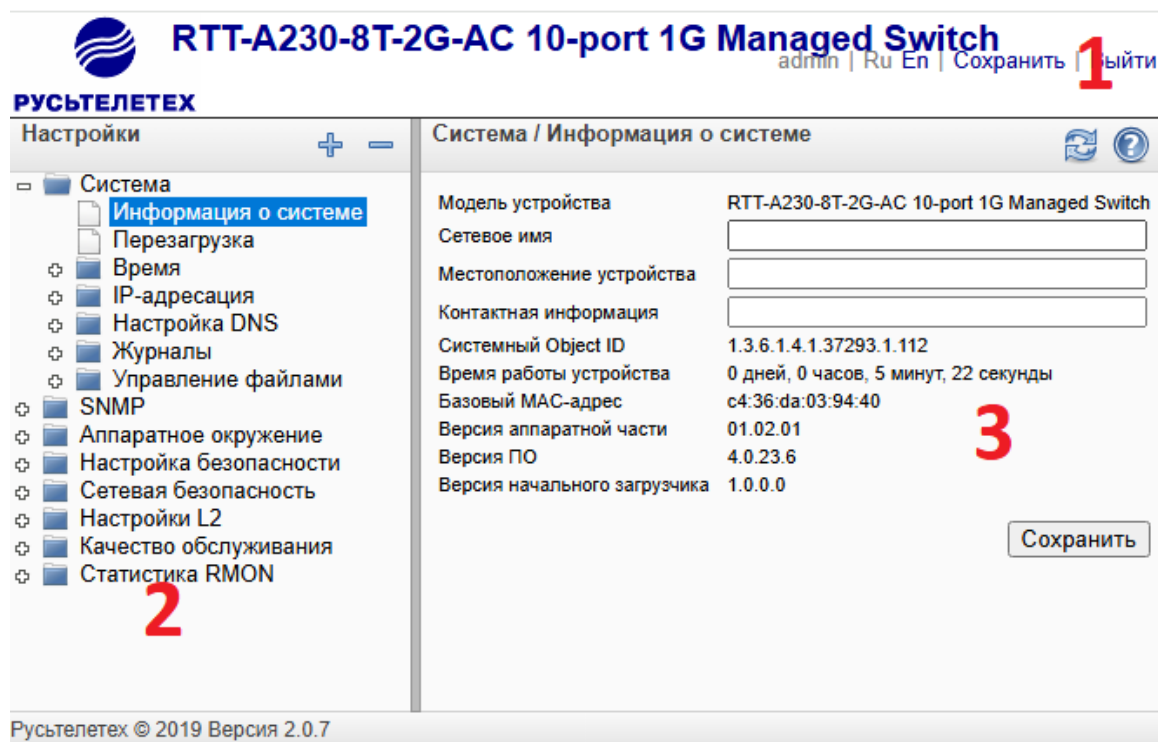 RTT-A230-8T-2G-AC 10-port 1G Managed Switch
admin | Ru En | Сохранить | Выйти
1
РУСЬТЕЛЕТЕХ
Настройки
Система
Информация о системе
Перезагрузка
Время
IP-адресация
Настройка DNS
Журналы
Управление файлами
SNMP
Аппаратное окружение
Настройка безопасности
Сетевая безопасность
Настройки L2
Качество обслуживания
Статистика RMON
2
Система / Информация о системе
Модель устройства RTT-A230-8T-2G-AC 10-port 1G Managed Switch
Сетевое имя
Местоположение устройства
Контактная информация
Системный Object ID 1.3.6.1.4.1.37293.1.112
Время работы устройства 0 дней, 0 часов, 5 минут, 22 секунды
Базовый MAC-адрес c4:36:da:03:94:40
Версия аппаратной части 01.02.01
Версия ПО 4.0.23.6
Версия начального загрузчика 1.0.0.0
3
Сохранить
Русьтелетех © 2019 Версия 2.0.7